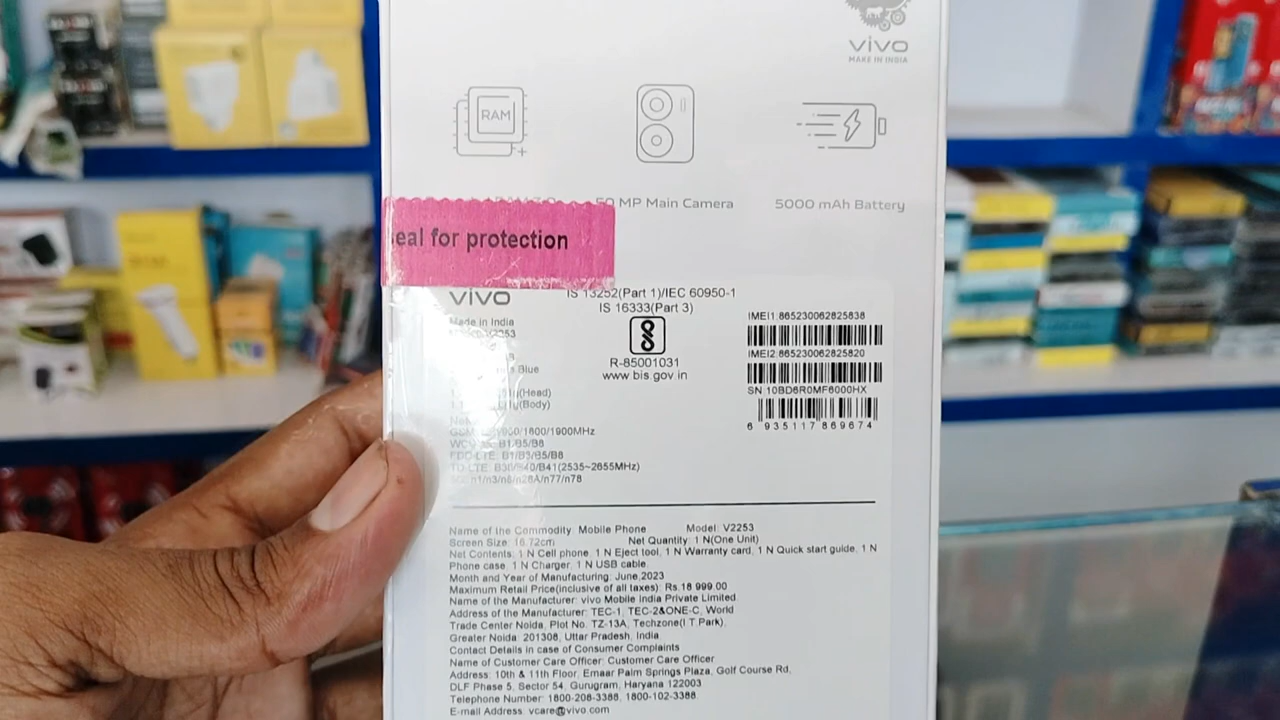 vivo
MAKE IN INDIA
RAM
MP Main Camera
5000 mAh Battery
eal for protection
vivo
IS 13252(Part 1)/IEC 60950-1
IS 16333(Part 3)
Made in India
R-85001031
www.bis.gov.in
Blue
(Head)
(Body)
IMEI1:865230062825838
IMEI2:865230062825820
SN:10BD6R0MF6000HX
6 935117 869674
/1800/1900MHz
B1/B5/B8
FDD-LTE: B1/B3/B5/B8
TD-LTE: B38/B40/B41(2535~2655MHz)
n1/n3/n8/n28A/n77/n78
Name of the Commodity: Mobile Phone Model: V2253
Screen Size: 16.72cm Net Quantity: 1 N(One Unit)
Net Contents: 1 N Cell phone, 1 N Eject tool, 1 N Warranty card, 1 N Quick start guide, 1 N
Phone case, 1 N Charger, 1 N USB cable.
Month and Year of Manufacturing: June,2023
Maximum Retail Price(inclusive of all taxes): Rs.18 999.00
Name of the Manufacturer: vivo Mobile India Private Limited
Address of the Manufacturer: TEC-1, TEC-2&ONE-C, World
Trade Center Noida, Plot No. TZ-13A, Techzone(I.T.Park),
Greater Noida: 201308, Uttar Pradesh, India
Contact Details in case of Consumer Complaints
Name of Customer Care Officer: Customer Care Officer
Address: 10th & 11th Floor, Emaar Palm Springs Plaza, Golf Course Rd,
DLF Phase 5, Sector 54, Gurugram, Haryana 122003
Telephone Number: 1800-208-3388, 1800-102-3388
E-mail Address: vcare@vivo.com